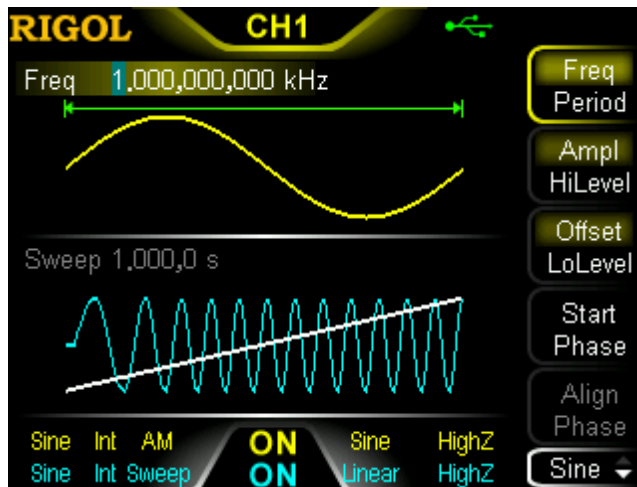 RIGOL CH1
Freq 1.000,000,000 kHz
Freq
Period
Ampl
HiLevel
Offset
LoLevel
Sweep 1.000,0 s
Start
Phase
Align
Phase
Sine Int AM ON Sine HighZ
Sine Int Sweep ON Linear HighZ
Sine